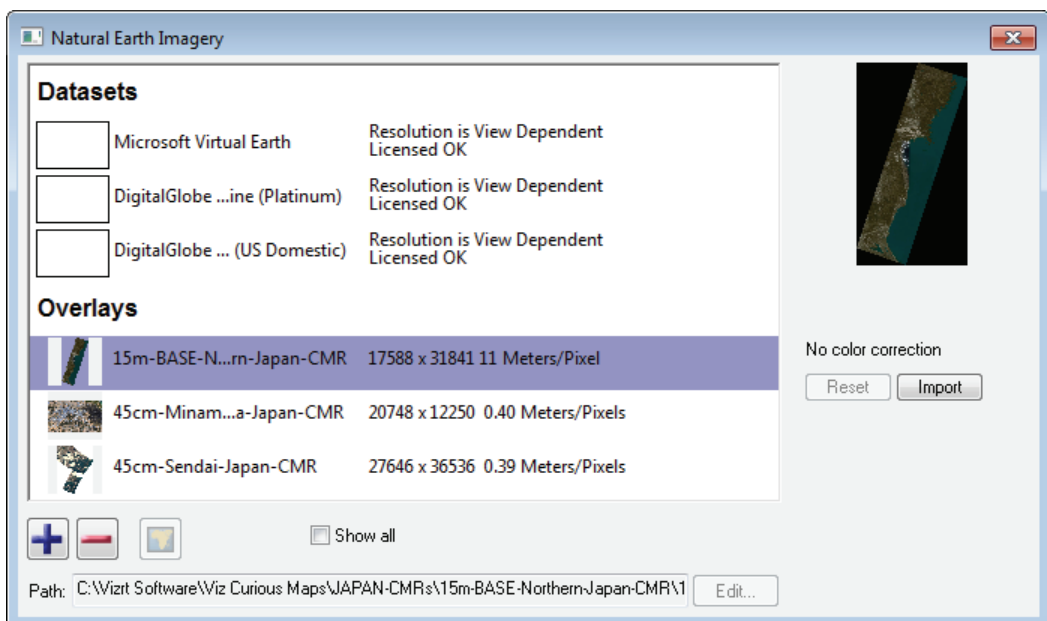 Natural Earth Imagery
Datasets
Microsoft Virtual Earth
Resolution is View Dependent
Licensed OK
DigitalGlobe ...ine (Platinum)
Resolution is View Dependent
Licensed OK
DigitalGlobe ... (US Domestic)
Resolution is View Dependent
Licensed OK
Overlays
15m-BASE-N...rn-Japan-CMR 17588 x 31841 11 Meters/Pixel
45cm-Minam...a-Japan-CMR 20748 x 12250 0.40 Meters/Pixels
45cm-Sendai-Japan-CMR 27646 x 36536 0.39 Meters/Pixels
No color correction
Reset Import
Show all
Path: C:\Vizrt Software\Viz Curious Maps\JAPAN-CMRs\15m-BASE-Northern-Japan-CMR\1 Edit...